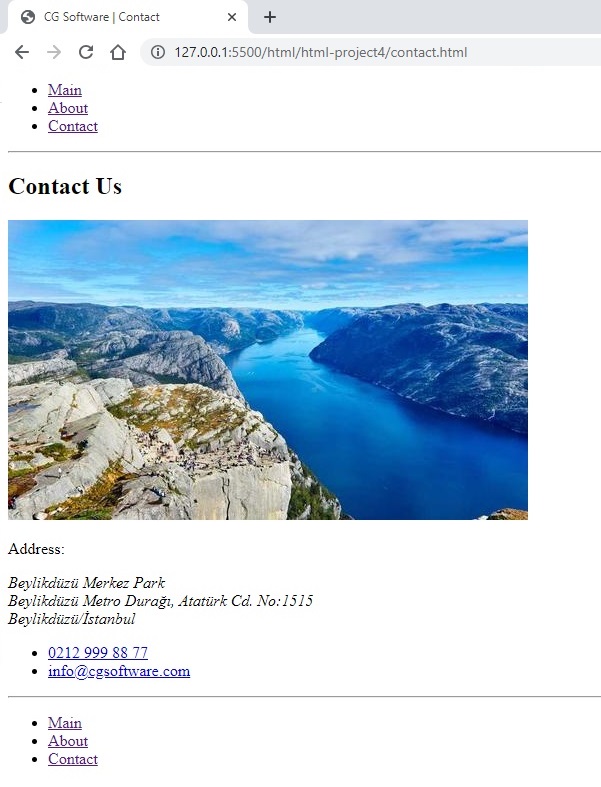 CG Software | Contact
127.0.0.1:5500/html/html-project4/contact.html
Main
About
Contact
Contact Us
Address:
Beylikdüzü Merkez Park
Beylikdüzü Metro Durağı, Atatürk Cd. No:1515
Beylikdüzü/İstanbul
0212 999 88 77
info@cgsoftware.com
Main
About
Contact